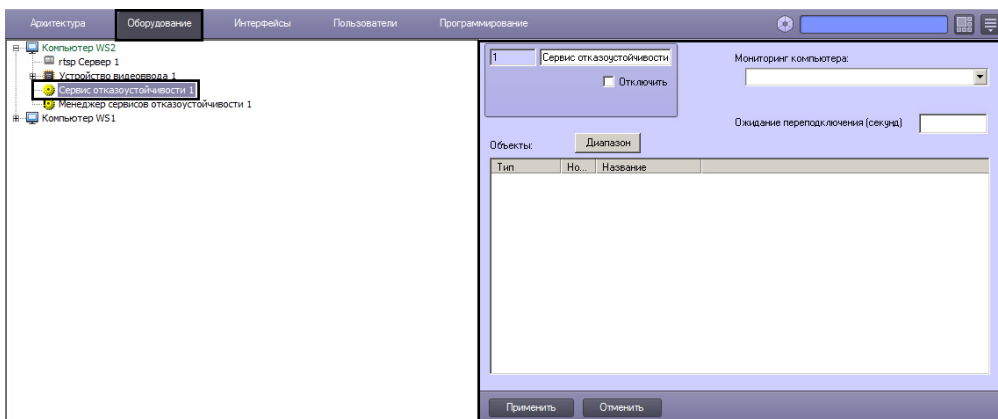 Архитектура Оборудование Интерфейсы Пользователи Программирование
Компьютер WS2
rtsp Сервер 1
Устройство видеоввода 1
Сервис отказоустойчивости 1
Менеджер сервисов отказоустойчивости 1
Компьютер WS1
1 Сервис отказоустойчивости
Отключить
Мониторинг компьютера:
Ожидание переподключения (секунд)
Объекты: Диапазон
Тип Но... Название
Применить Отменить